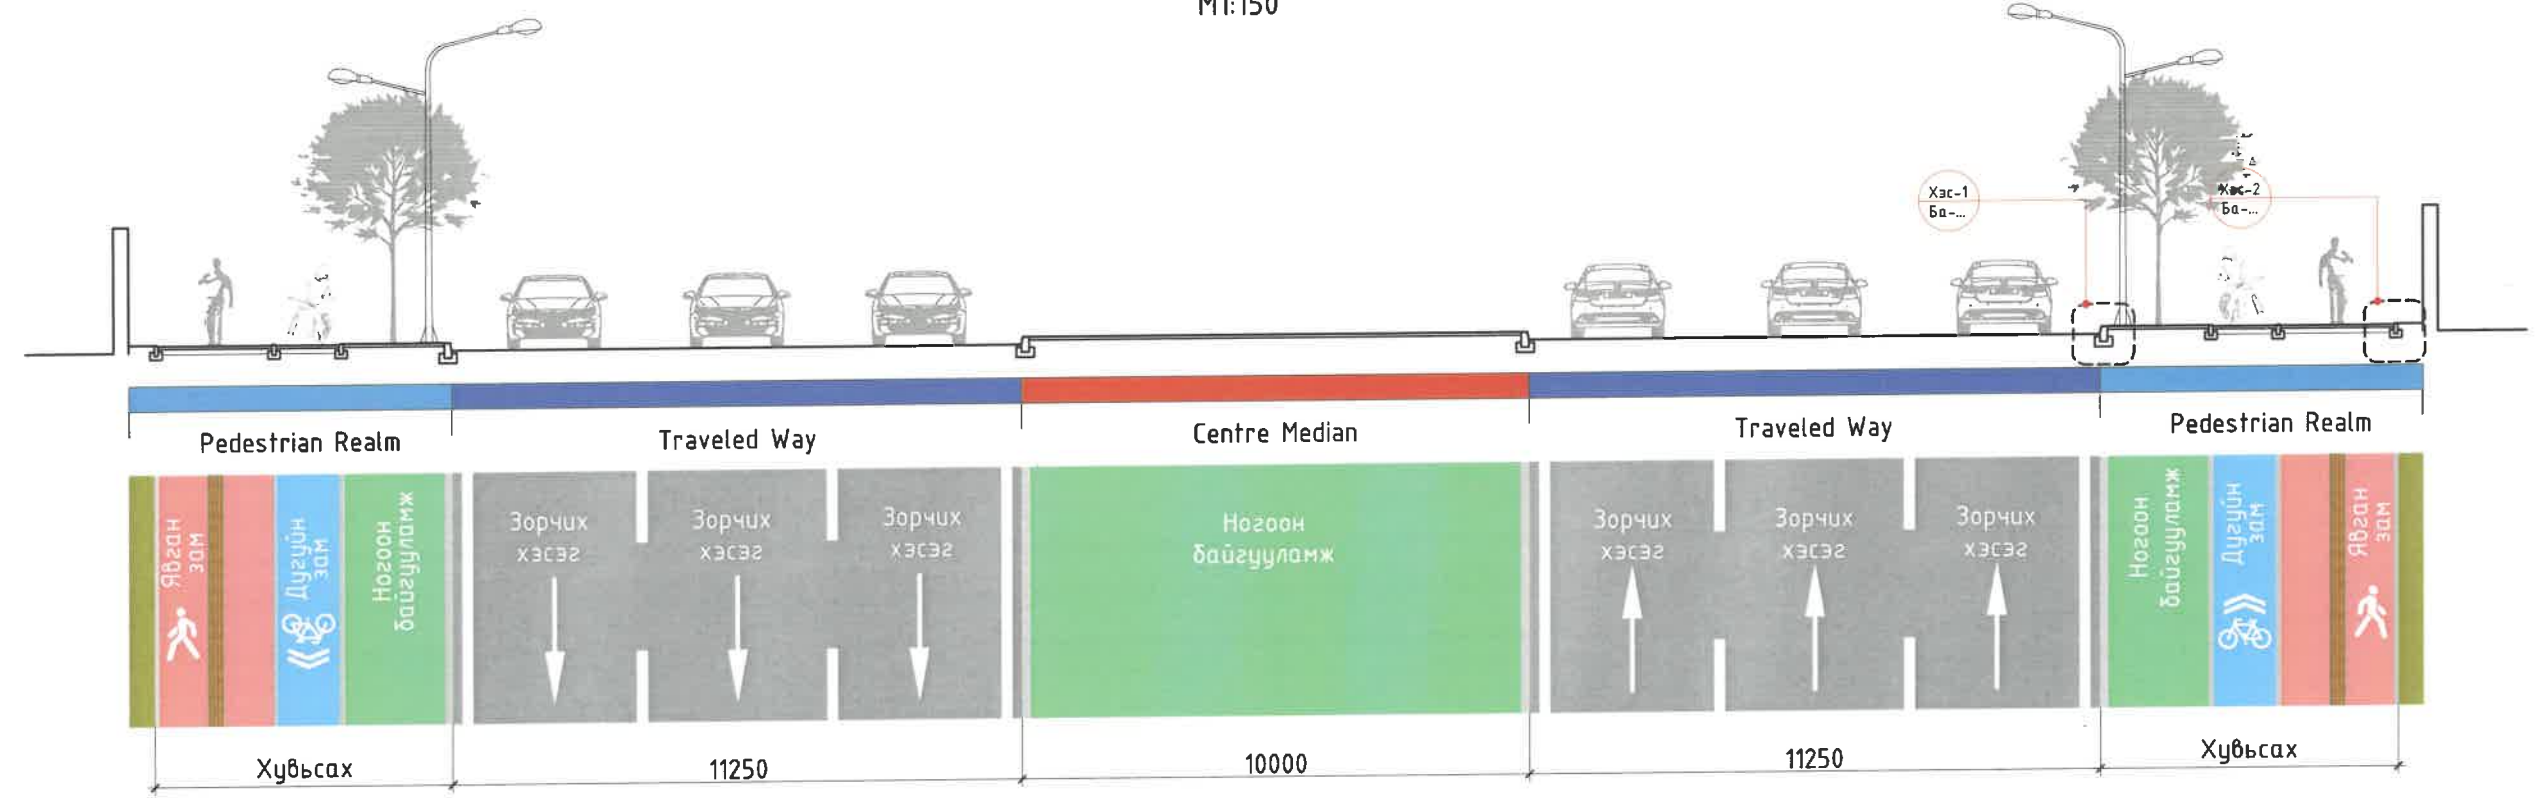 М1:150
Хэс-1
Ба-...
Хэс-2
Ба-...
Pedestrian Realm
Traveled Way
Centre Median
Traveled Way
Pedestrian Realm
Явган
зам
Дугуйн
зам
Ногоон
байгууламж
Зорчих
хэсэг
Зорчих
хэсэг
Зорчих
хэсэг
Ногоон
байгууламж
Зорчих
хэсэг
Зорчих
хэсэг
Зорчих
хэсэг
Ногоон
байгууламж
Дугуйн
зам
Явган
зам
Хувьсах
11250
10000
11250
Хувьсах